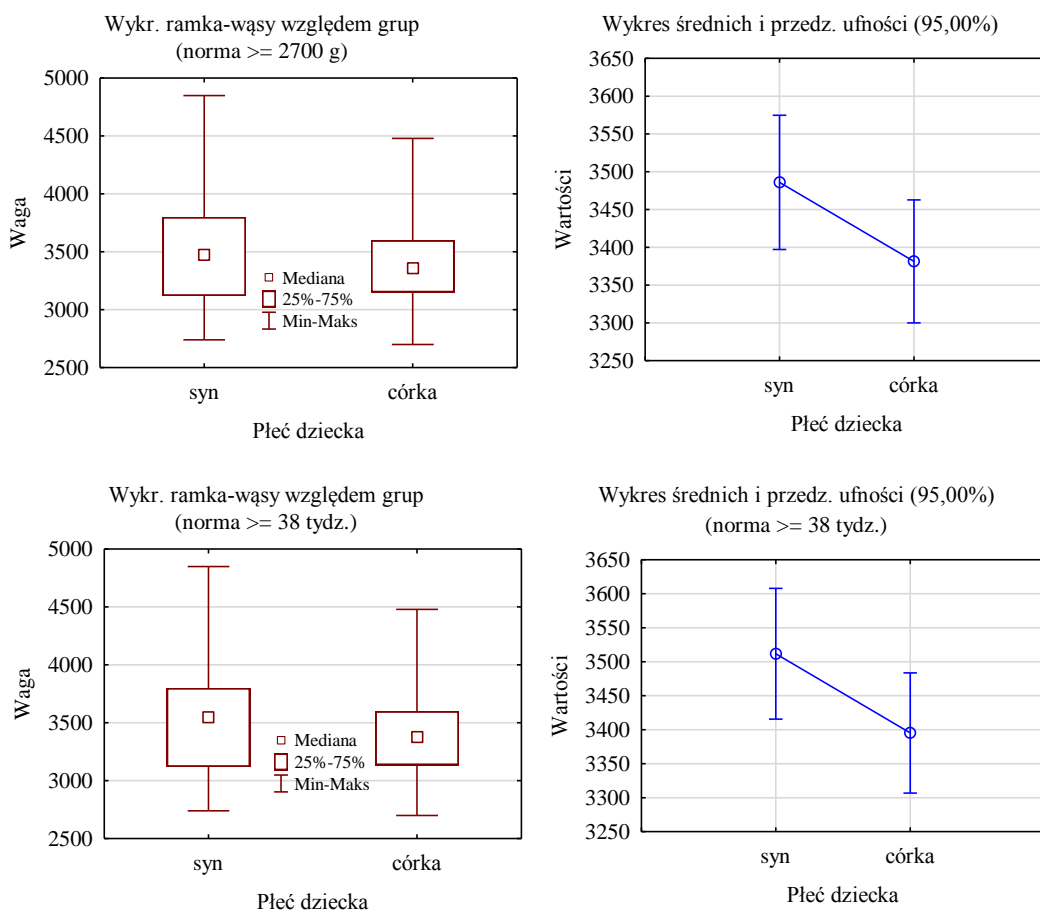 Wykr. ramka-wąsy względem grup
(norma >= 2700 g)
5000
4500
4000
3500
3000
2500
Waga
Mediana
25%-75%
Min-Maks
syn
córka
Płeć dziecka
Wykres średnich i przedz. ufności (95,00%)
3650
3600
3550
3500
3450
3400
3350
3300
3250
Wartości
syn
córka
Płeć dziecka
Wykr. ramka-wąsy względem grup
(norma >= 38 tydz.)
5000
4500
4000
3500
3000
2500
Waga
Mediana
25%-75%
Min-Maks
syn
córka
Płeć dziecka
Wykres średnich i przedz. ufności (95,00%)
(norma >= 38 tydz.)
3650
3600
3550
3500
3450
3400
3350
3300
3250
Wartości
syn
córka
Płeć dziecka